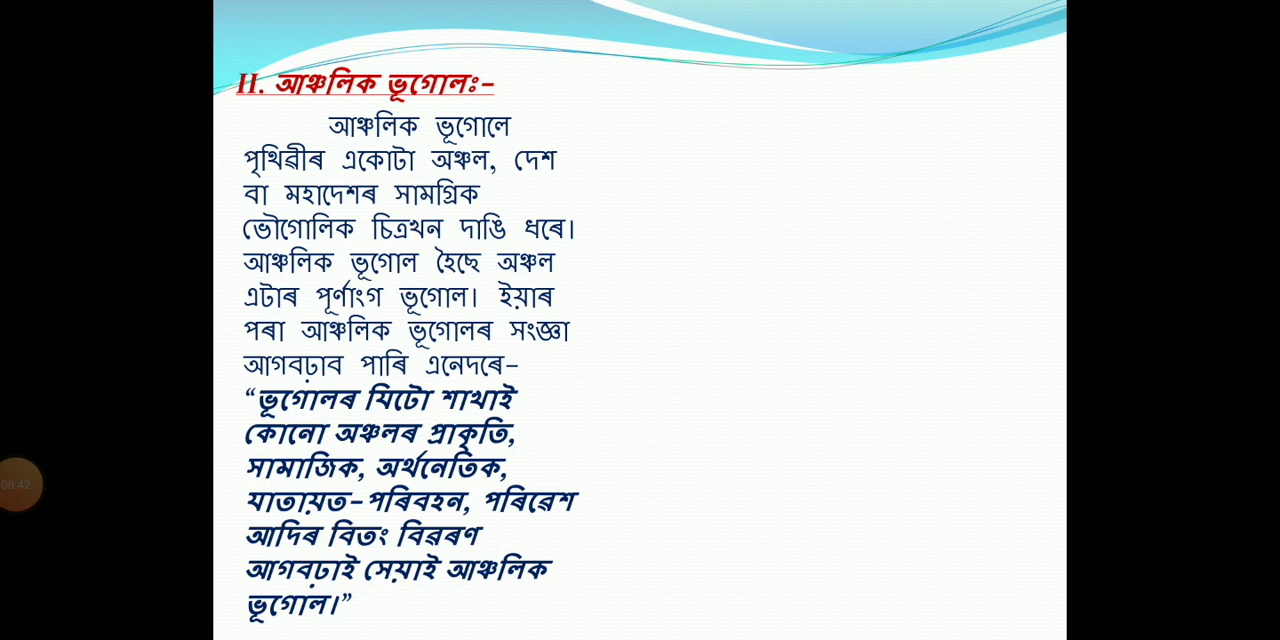 II. আঞ্চলিক ভূগোলঃ-
আঞ্চলিক ভূগোলে
পৃথিৱীৰ একোটা অঞ্চল, দেশ
বা মহাদেশৰ সামগ্ৰিক
ভৌগোলিক চিত্ৰখন দাঙি ধৰে।
আঞ্চলিক ভূগোল হৈছে অঞ্চল
এটাৰ পূৰ্ণাংগ ভূগোল। ইয়াৰ
পৰা আঞ্চলিক ভূগোলৰ সংজ্ঞা
আগবঢ়াব পাৰি এনেদৰে-
“ভূগোলৰ যিটো শাখাই
কোনো অঞ্চলৰ প্ৰাকৃতি,
সামাজিক, অৰ্থনেতিক,
যাতায়ত-পৰিবহন, পৰিৱেশ
আদিৰ বিতং বিৱৰণ
আগবঢ়াই সেয়াই আঞ্চলিক
ভূগোল।”
08:42